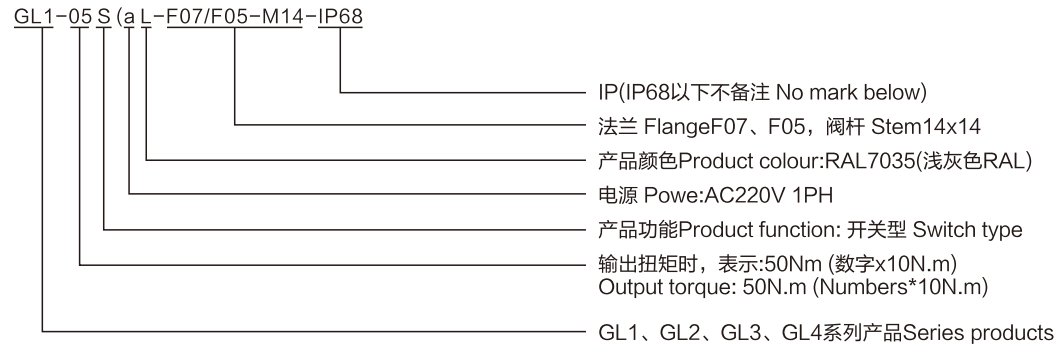 GL1-05 S (a L-F07/F05-M14-IP68
IP(IP68以下不备注 No mark below)
法兰 FlangeF07、F05，阀杆 Stem14x14
产品颜色Product colour:RAL7035(浅灰色RAL)
电源 Powe:AC220V 1PH
产品功能Product function: 开关型 Switch type
输出扭矩时，表示:50Nm (数字x10N.m)
Output torque: 50N.m (Numbers*10N.m)
GL1、GL2、GL3、GL4系列产品Series products